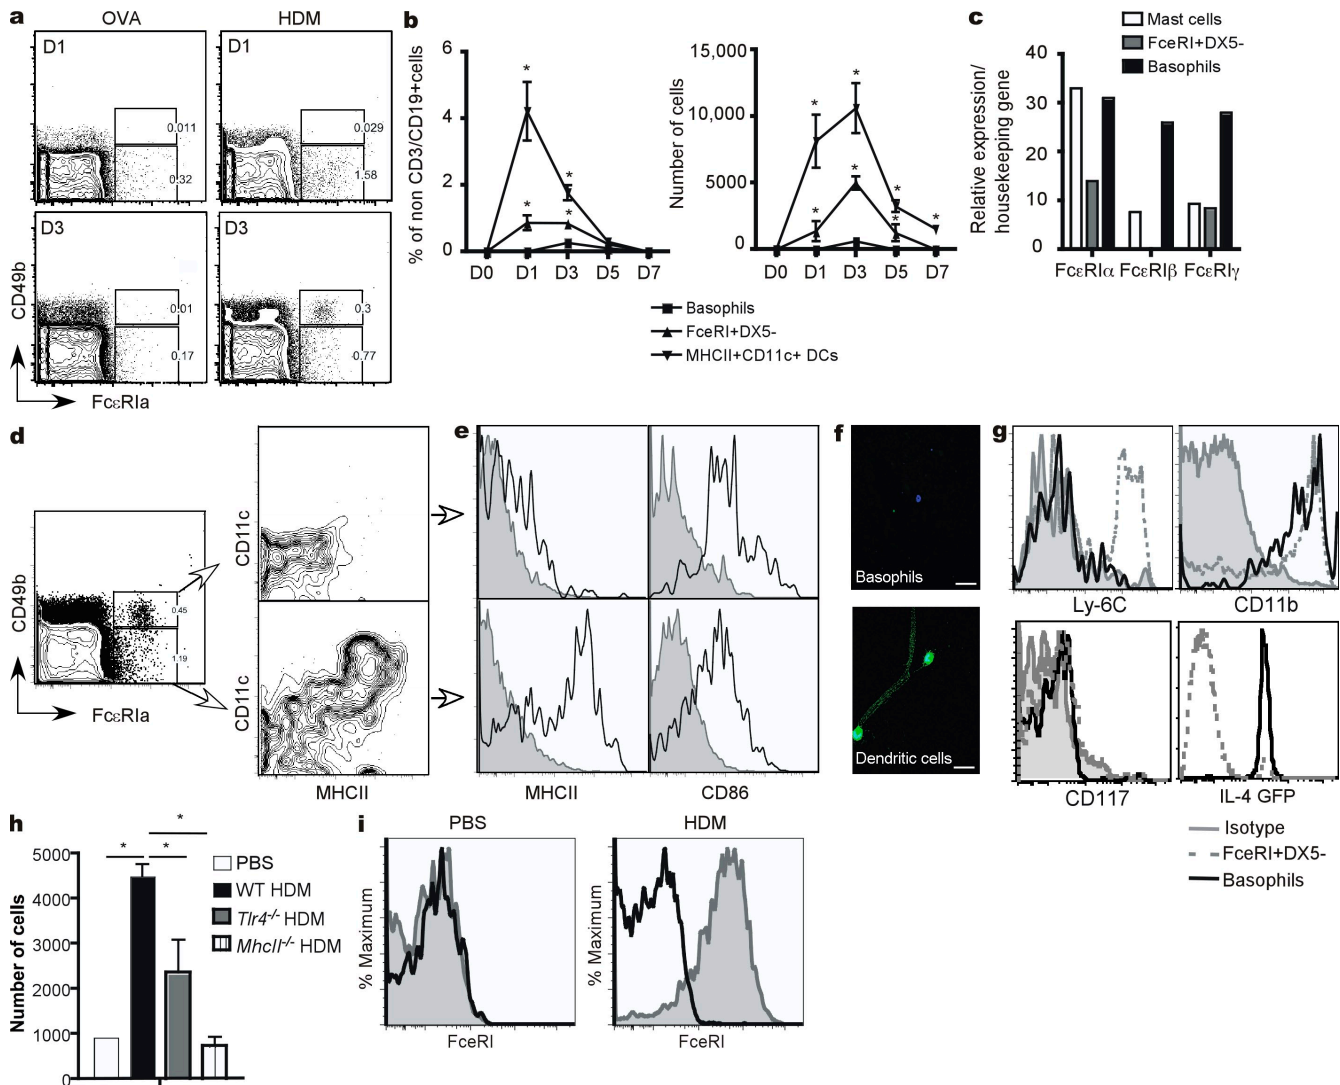 a
OVA
HDM
D1
0.011
0.32
D1
0.029
1.58
D3
0.01
0.17
D3
0.3
0.77
CD49b
FcεRIa
b
% of non CD3/CD19+cells
6
4
2
0
D0 D1 D3 D5 D7
* * * *
Number of cells
15,000
10,000
5000
0
D0 D1 D3 D5 D7
* * * * * * *
Basophils
FceRI+DX5-
MHCII+CD11c+ DCs
c
Mast cells
FceRI+DX5-
Basophils
Relative expression/
housekeeping gene
40
30
20
10
0
FcεRIα FcεRIβ FcεRIγ
d
CD49b
0.45
1.19
FcεRIa
CD11c
CD11c
MHCII
e
MHCII
CD86
f
Basophils
Dendritic cells
g
Ly-6C
CD11b
CD117
IL-4 GFP
Isotype
FceRI+DX5-
Basophils
h
Number of cells
5000
4000
3000
2000
1000
0
* * *
PBS
WT HDM
Tlr4-/- HDM
MhcII-/- HDM
i
PBS
HDM
% Maximum
FceRI
% Maximum
FceRI